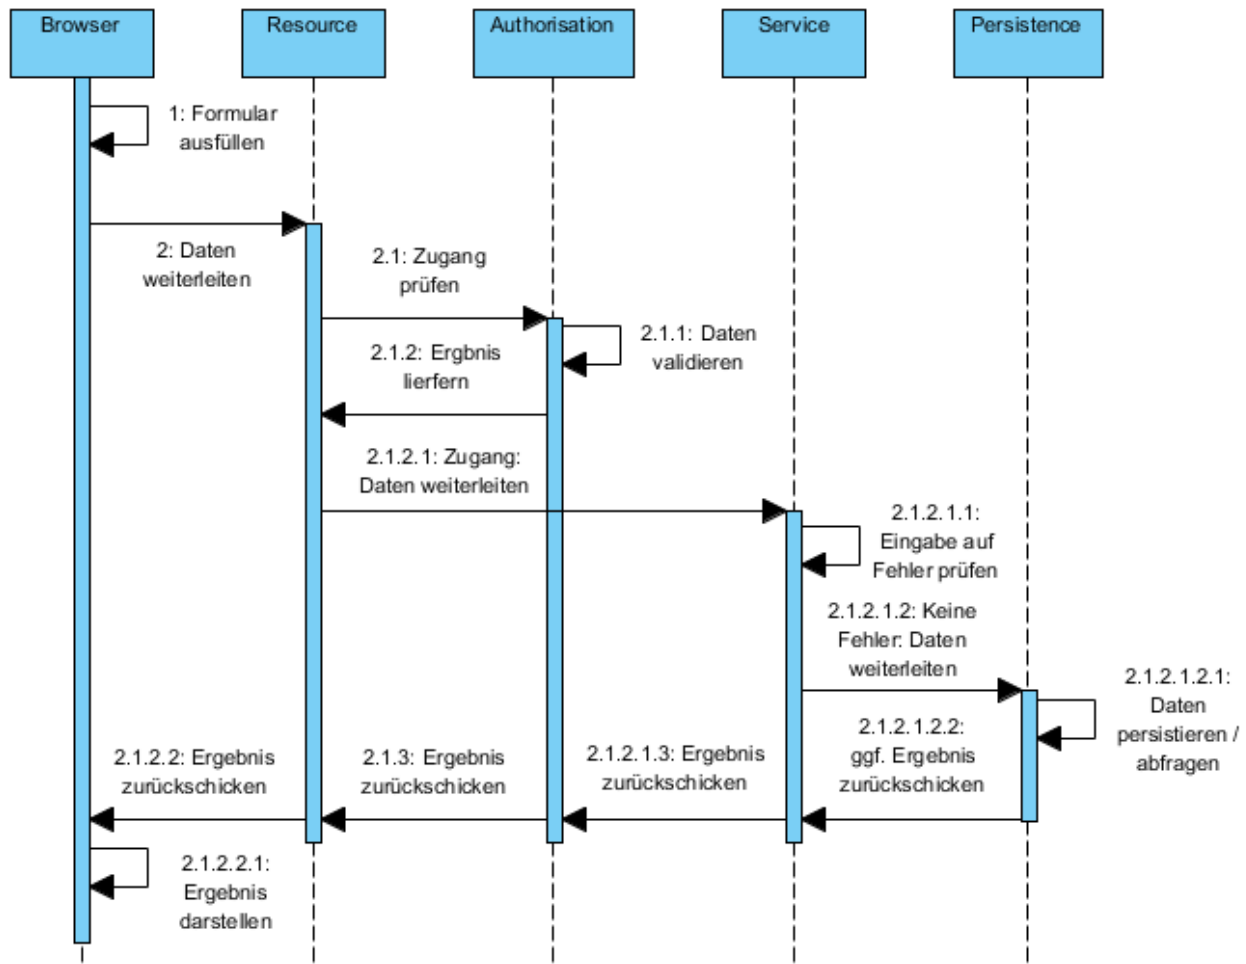 Browser
Resource
Authorisation
Service
Persistence
1: Formular
ausfüllen
2: Daten
weiterleiten
2.1: Zugang
prüfen
2.1.1: Daten
validieren
2.1.2: Ergbnis
lierfern
2.1.2.1: Zugang:
Daten weiterleiten
2.1.2.1.1:
Eingabe auf
Fehler prüfen
2.1.2.1.2: Keine
Fehler: Daten
weiterleiten
2.1.2.1.2.1:
Daten
persistieren /
abfragen
2.1.2.1.2.2:
ggf. Ergebnis
zurückschicken
2.1.2.1.3: Ergebnis
zurückschicken
2.1.3: Ergebnis
zurückschicken
2.1.2.2: Ergebnis
zurückschicken
2.1.2.2.1:
Ergebnis
darstellen